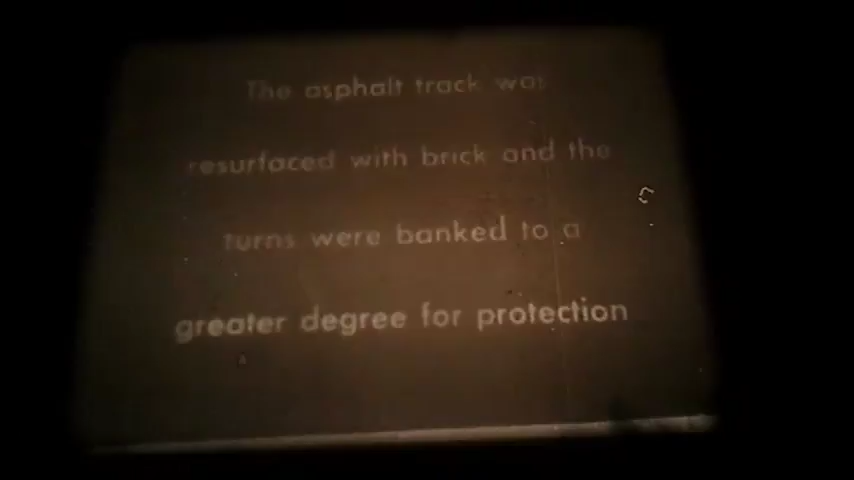 The asphalt track was
resurfaced with brick and the
turns were banked to a
greater degree for protection